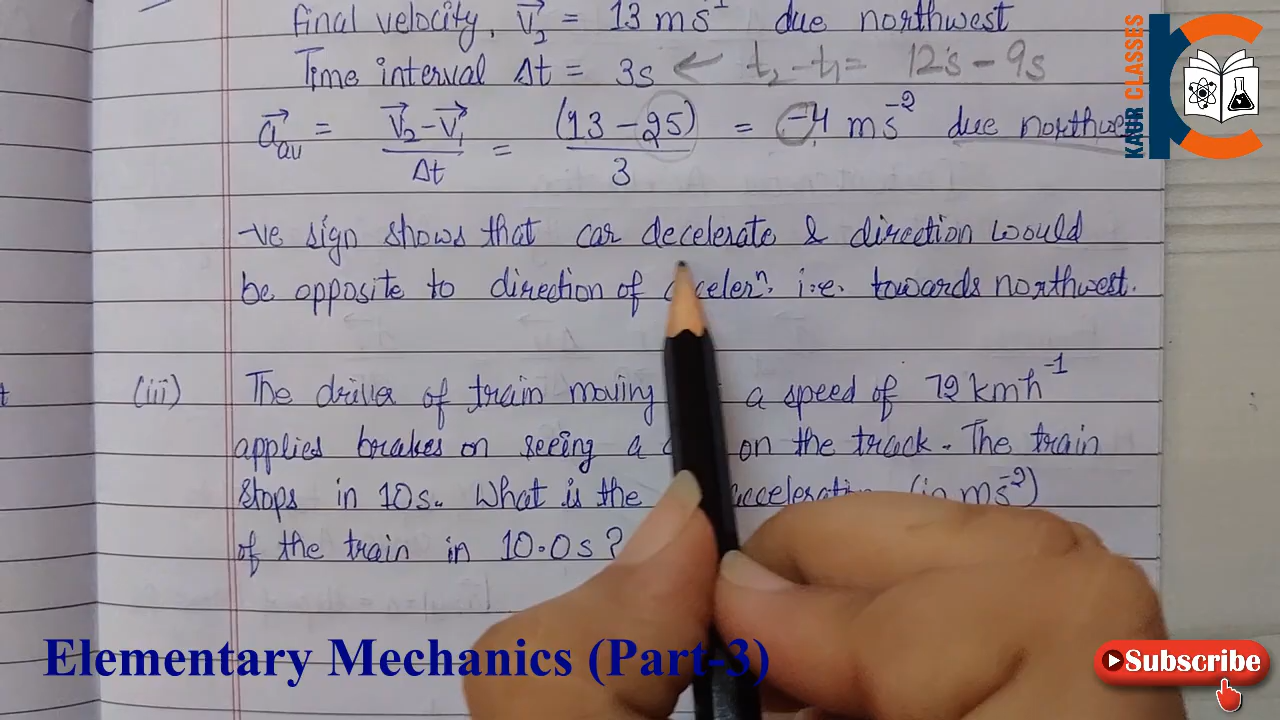 final velocity, v⃗₂ = 13 ms⁻¹ due northwest
Time interval Δt = 3s ← t₂ - t₁ = 12s - 9s
a⃗av = (v⃗₂ - v⃗₁)/Δt = (13 - 25)/3 = -4 ms⁻² due northwe
-ve sign shows that car decelerate & direction would
be opposite to direction of acceler^n. i.e. towards northwest.
(iii) The driver of train moving a speed of 72 kmh⁻¹
applies brakes on seeing a on the track. The train
stops in 10s. What is the acceleration (in ms⁻²)
of the train in 10.0s?
t
KAUR CLASSES
Elementary Mechanics (Part-3)
Subscribe